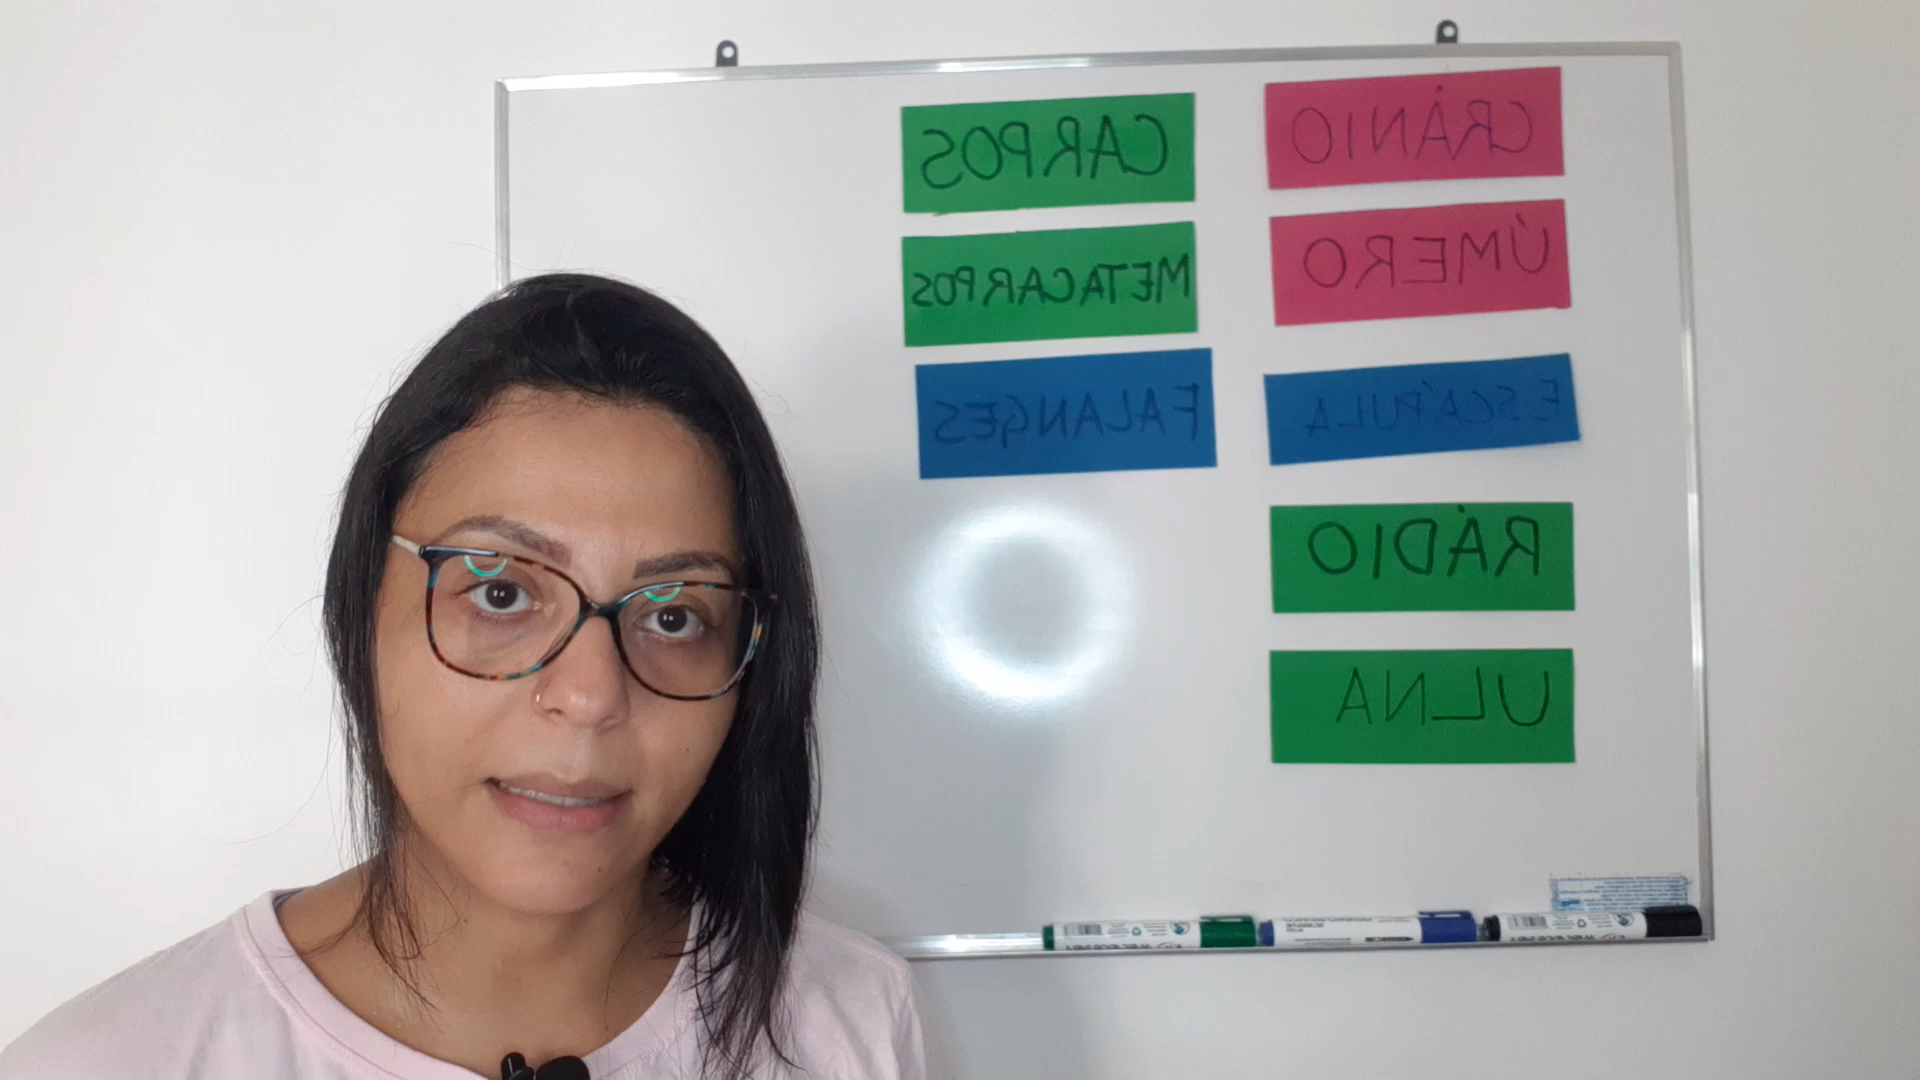 CRÂNIO
ÚMERO
ESCÁPULA
RÁDIO
ULNA
CARPOS
METACARPOS
FALANGES